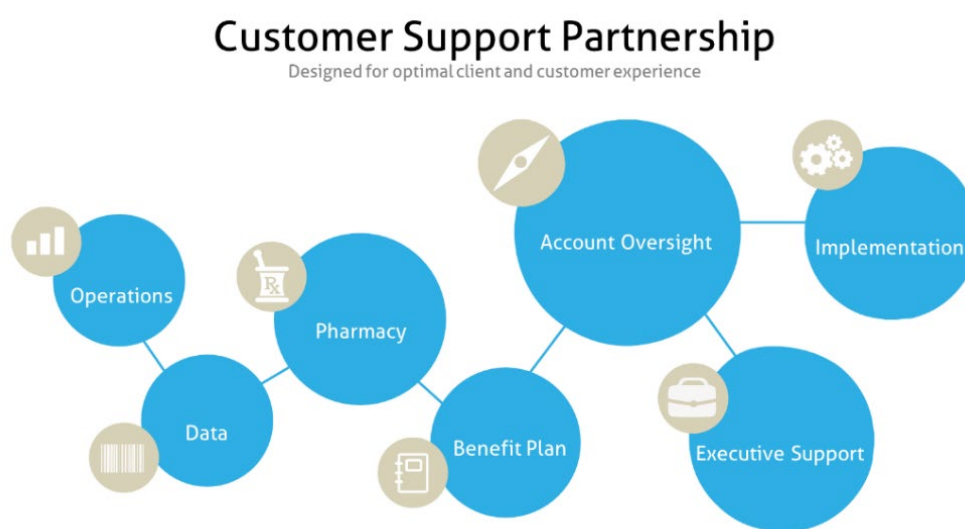 Customer Support Partnership
Designed for optimal client and customer experience
Operations
Data
Pharmacy
Rx
Benefit Plan
Account Oversight
Implementation
Executive Support